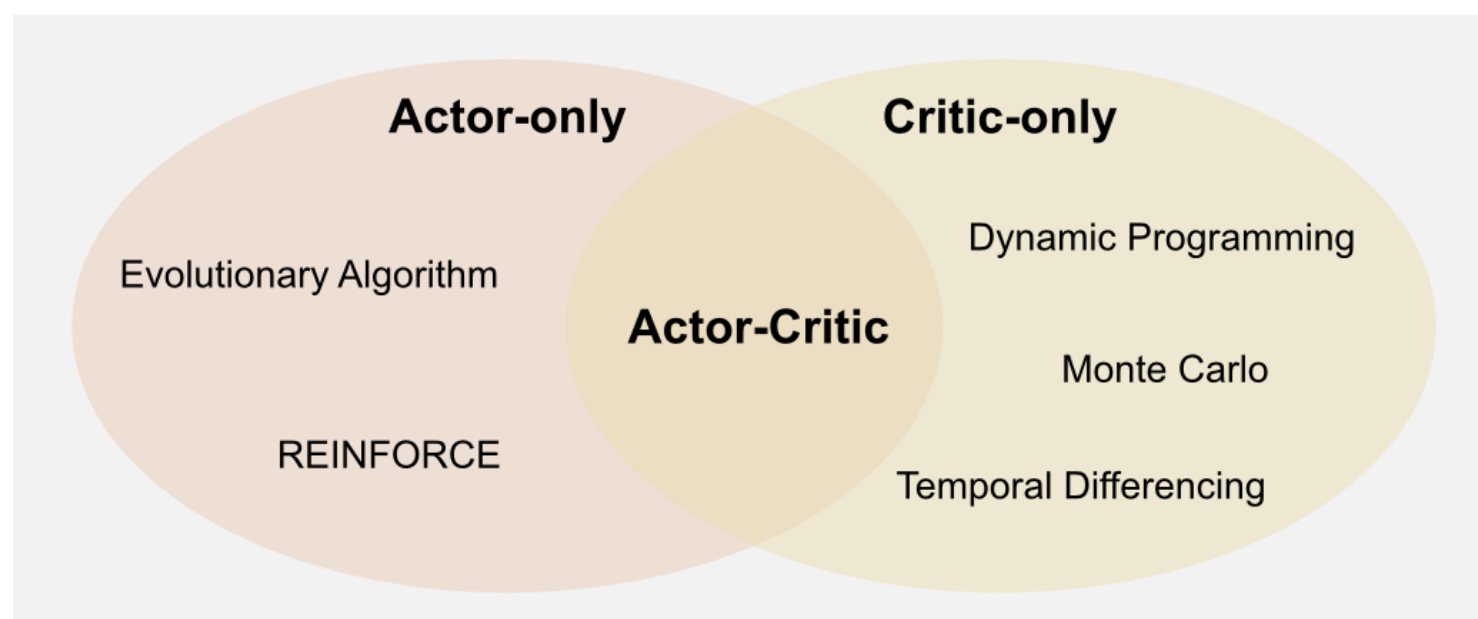 Actor-only
Critic-only
Evolutionary Algorithm
REINFORCE
Actor-Critic
Dynamic Programming
Monte Carlo
Temporal Differencing